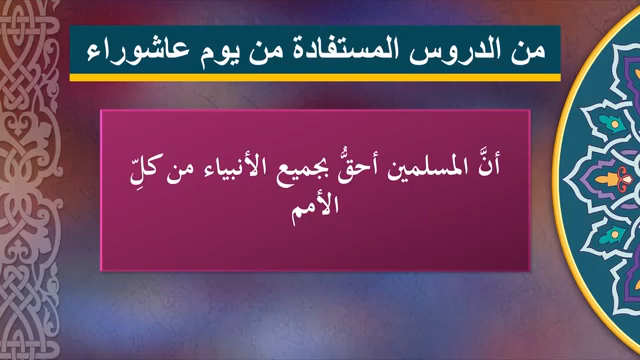 من الدروس المستفادة من يوم عاشوراء
أنَّ المسلمين أحقُّ بجميع الأنبياء من كلِّ
الأمم